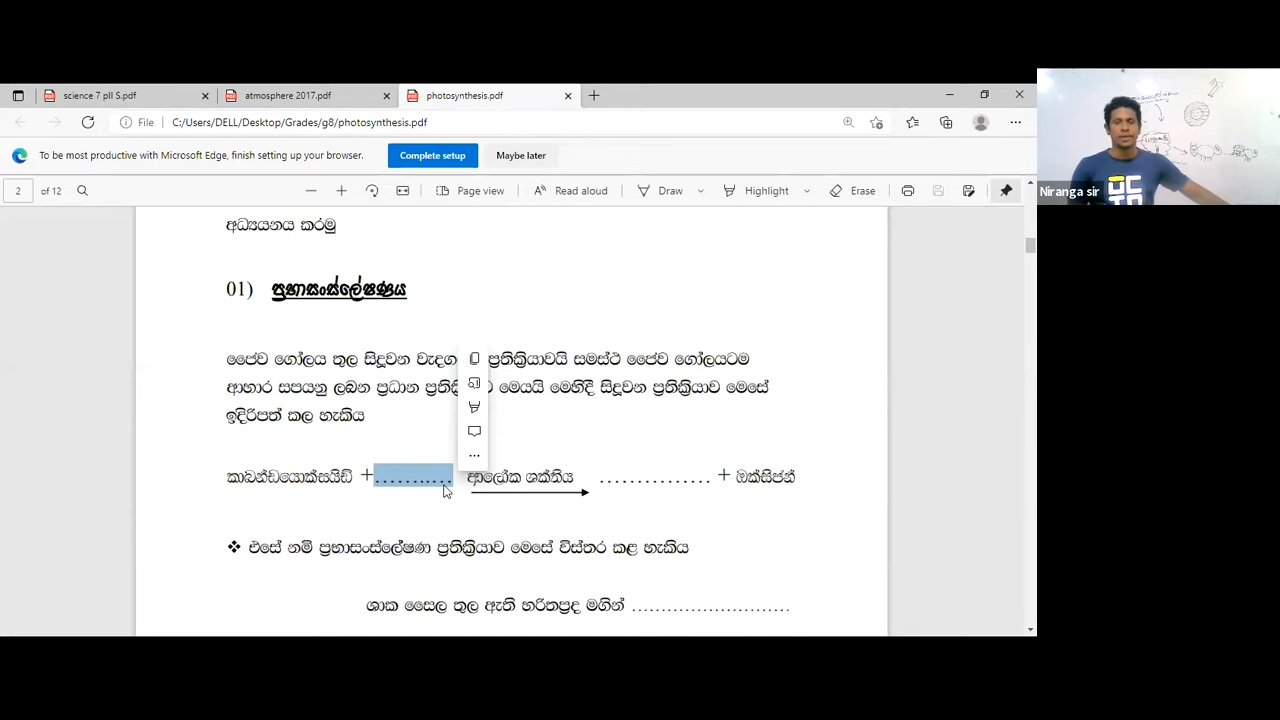 science 7 pII S.pdf
atmosphere 2017.pdf
photosynthesis.pdf
File
C:/Users/DELL/Desktop/Grades/g8/photosynthesis.pdf
To be most productive with Microsoft Edge, finish setting up your browser.
Complete setup
Maybe later
2 of 12
Page view
Read aloud
Draw
Highlight
Erase
Niranga sir
අධ්‍යයනය කරමු
01) ප්‍රභාසංස්ලේෂණය
ජෛව ගෝලය තුල සිදූවන වැදග ප්‍රතික්‍රියාවයි සමස්ථ ජෛව ගෝලයටම
ආහාර සපයනු ලබන ප්‍රධාන මෙයයි මෙහිදී සිදූවන ප්‍රතික්‍රියාව මෙසේ
ඉදිරිපත් කල හැකිය
කාබන්ඩයොක්සයිඩ් +........... ආලෝක ශක්තිය ............... + ඔක්සිජන්
❖ එසේ නම් ප්‍රභාසංස්ලේෂණ ප්‍රතික්‍රියාව මෙසේ විස්තර කළ හැකිය
ශාක සෛල තුල ඇති හරිතප්‍රද මගින් ...........................